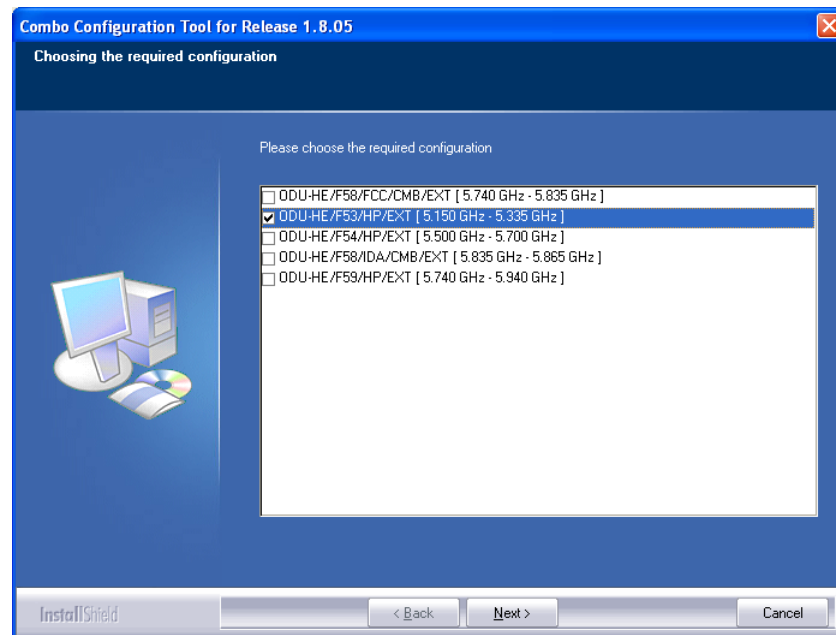 Combo Configuration Tool for Release 1.8.05
Choosing the required configuration
Please choose the required configuration
ODU-HE/F58/FCC/CMB/EXT [ 5.740 GHz - 5.835 GHz ]
ODU-HE/F53/HP/EXT [ 5.150 GHz - 5.335 GHz ]
ODU-HE/F54/HP/EXT [ 5.500 GHz - 5.700 GHz ]
ODU-HE/F58/IDA/CMB/EXT [ 5.835 GHz - 5.865 GHz ]
ODU-HE/F59/HP/EXT [ 5.740 GHz - 5.940 GHz ]
InstallShield
< Back
Next >
Cancel